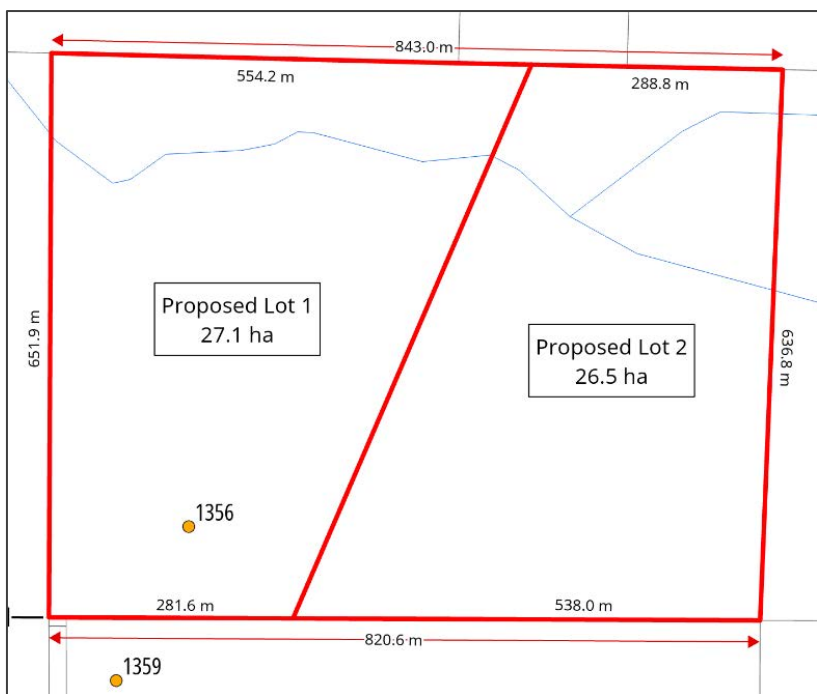 843.0 m
554.2 m
288.8 m
651.9 m
Proposed Lot 1
27.1 ha
Proposed Lot 2
26.5 ha
636.8 m
1356
281.6 m
538.0 m
820.6 m
1359